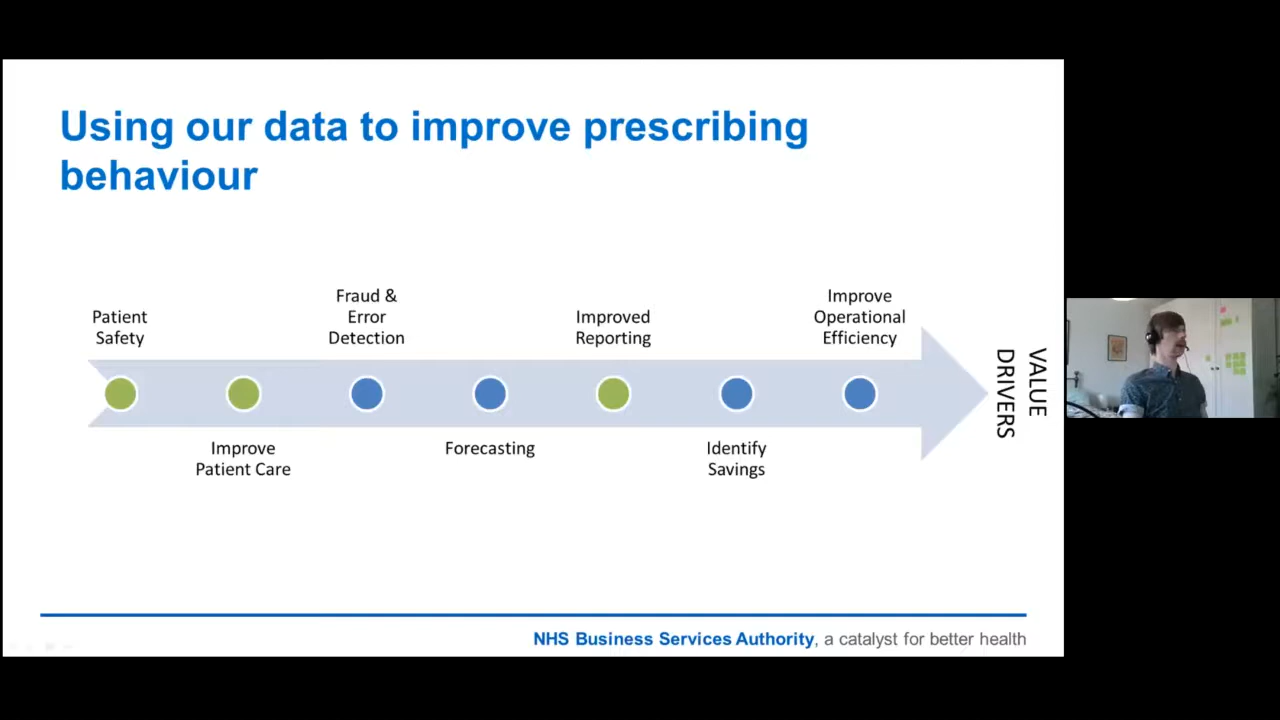 Using our data to improve prescribing
behaviour
Patient
Safety
Improve
Patient Care
Fraud &
Error
Detection
Forecasting
Improved
Reporting
Identify
Savings
Improve
Operational
Efficiency
VALUE
DRIVERS
NHS Business Services Authority, a catalyst for better health